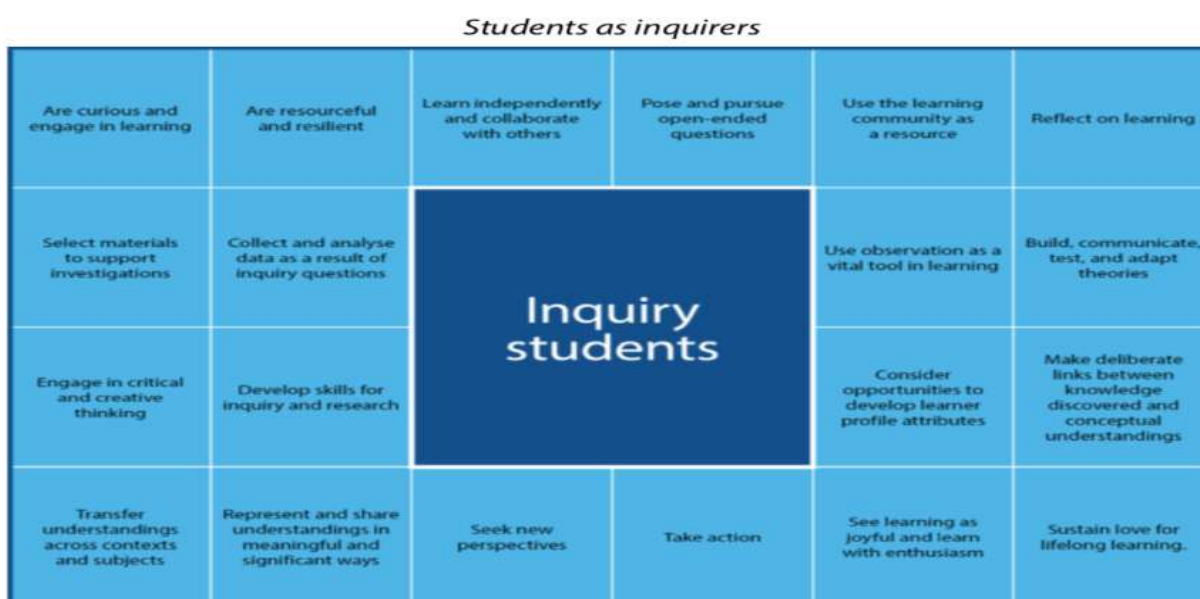 Students as inquirers
Are curious and
engage in learning
Are resourceful
and resilient
Learn independently
and collaborate
with others
Pose and pursue
open-ended
questions
Use the learning
community as
a resource
Reflect on learning
Select materials
to support
investigations
Collect and analyse
data as a result of
inquiry questions
Inquiry
students
Use observation as a
vital tool in learning
Build, communicate,
test, and adapt
theories
Engage in critical
and creative
thinking
Develop skills for
inquiry and research
Consider
opportunities to
develop learner
profile attributes
Make deliberate
links between
knowledge
discovered and
conceptual
understandings
Transfer
understandings
across contexts
and subjects
Represent and share
understandings in
meaningful and
significant ways
Seek new
perspectives
Take action
See learning as
joyful and learn
with enthusiasm
Sustain love for
lifelong learning.